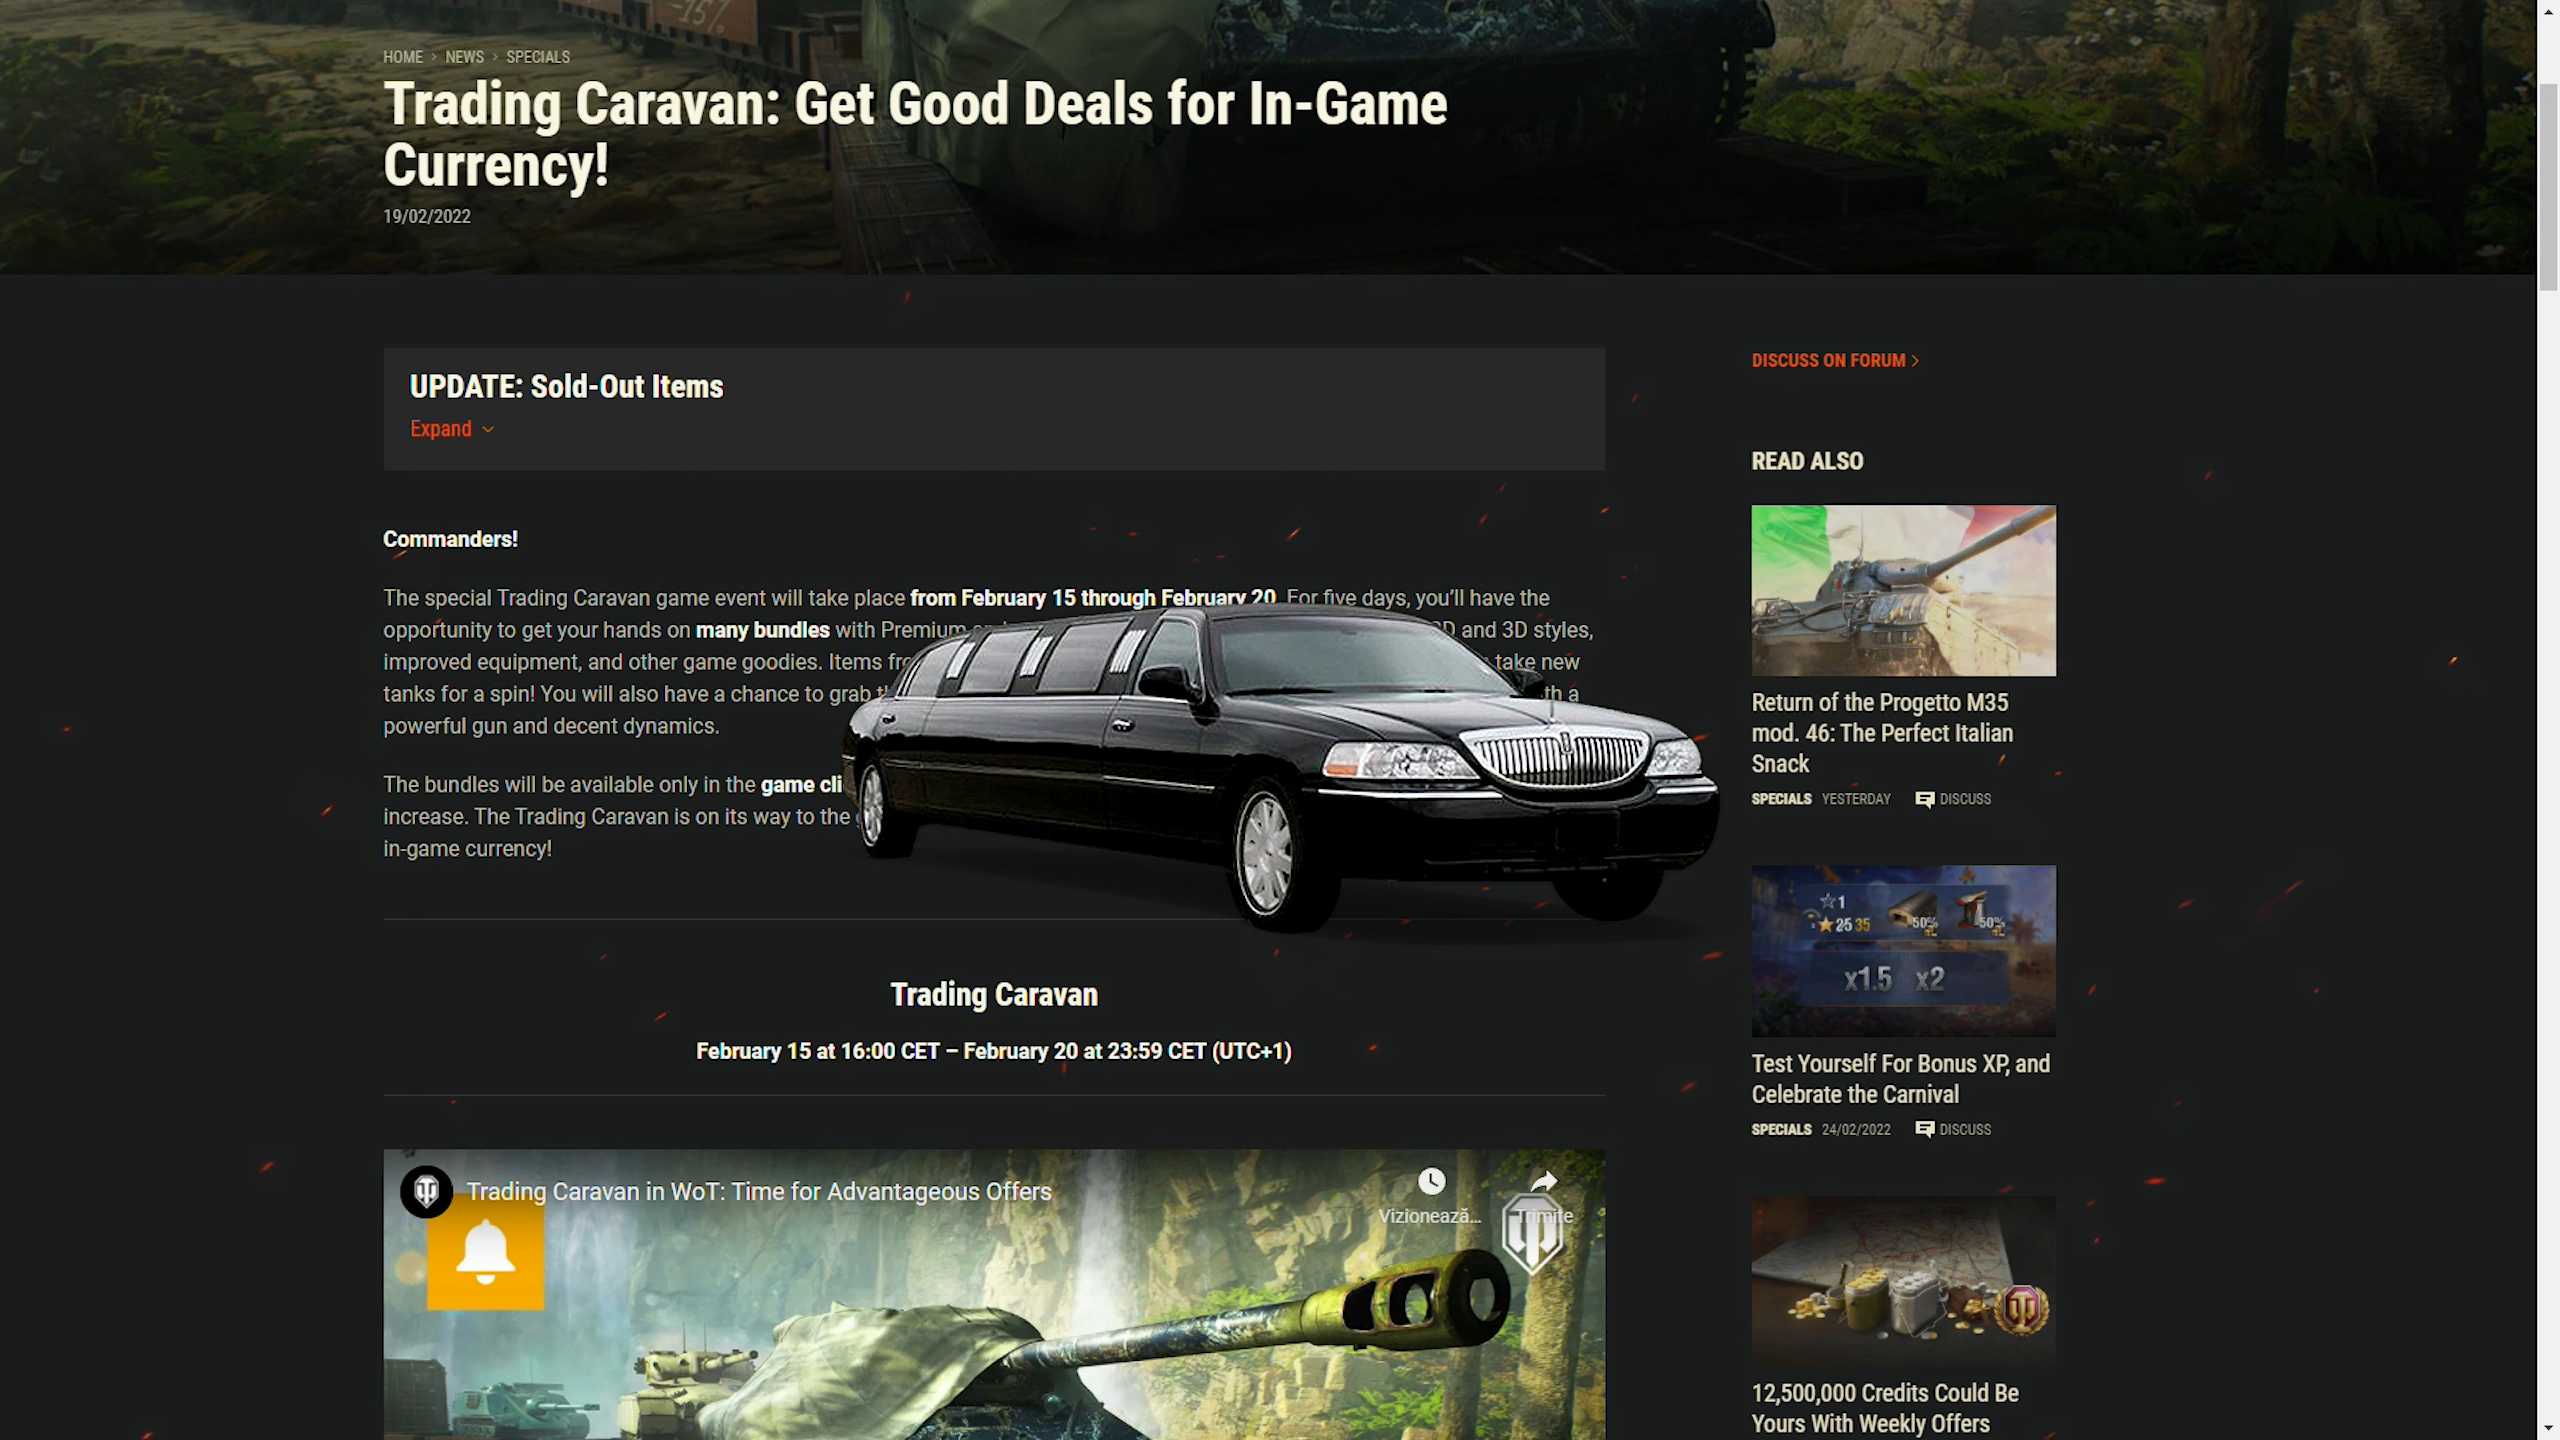 -15%
HOME > NEWS > SPECIALS
Trading Caravan: Get Good Deals for In-Game
Currency!
19/02/2022
UPDATE: Sold-Out Items
Expand
Commanders!
The special Trading Caravan game event will take place from February 15 through February 20. For five days, you'll have the
opportunity to get your hands on many bundles with Premium and 3D styles,
improved equipment, and other game goodies. Items take new
tanks for a spin! You will also have a chance to grab a
powerful gun and decent dynamics.
The bundles will be available only in the game
increase. The Trading Caravan is on its way to the
in-game currency!
Trading Caravan
February 15 at 16:00 CET – February 20 at 23:59 CET (UTC+1)
Trading Caravan in WoT: Time for Advantageous Offers
Vizionează... Trimite
DISCUSS ON FORUM >
READ ALSO
Return of the Progetto M35
mod. 46: The Perfect Italian
Snack
SPECIALS YESTERDAY DISCUSS
1
25 35 50% 50%
x1.5 x2
Test Yourself For Bonus XP, and
Celebrate the Carnival
SPECIALS 24/02/2022 DISCUSS
12,500,000 Credits Could Be
Yours With Weekly Offers